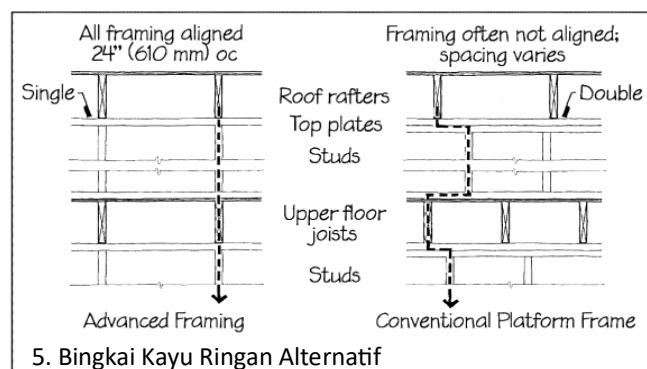 All framing aligned
24" (610 mm) oc
Framing often not aligned;
spacing varies
Single
Roof rafters
Double
Top plates
Studs
Upper floor
joists
Studs
Advanced Framing
Conventional Platform Frame
5. Bingkai Kayu Ringan Alternatif